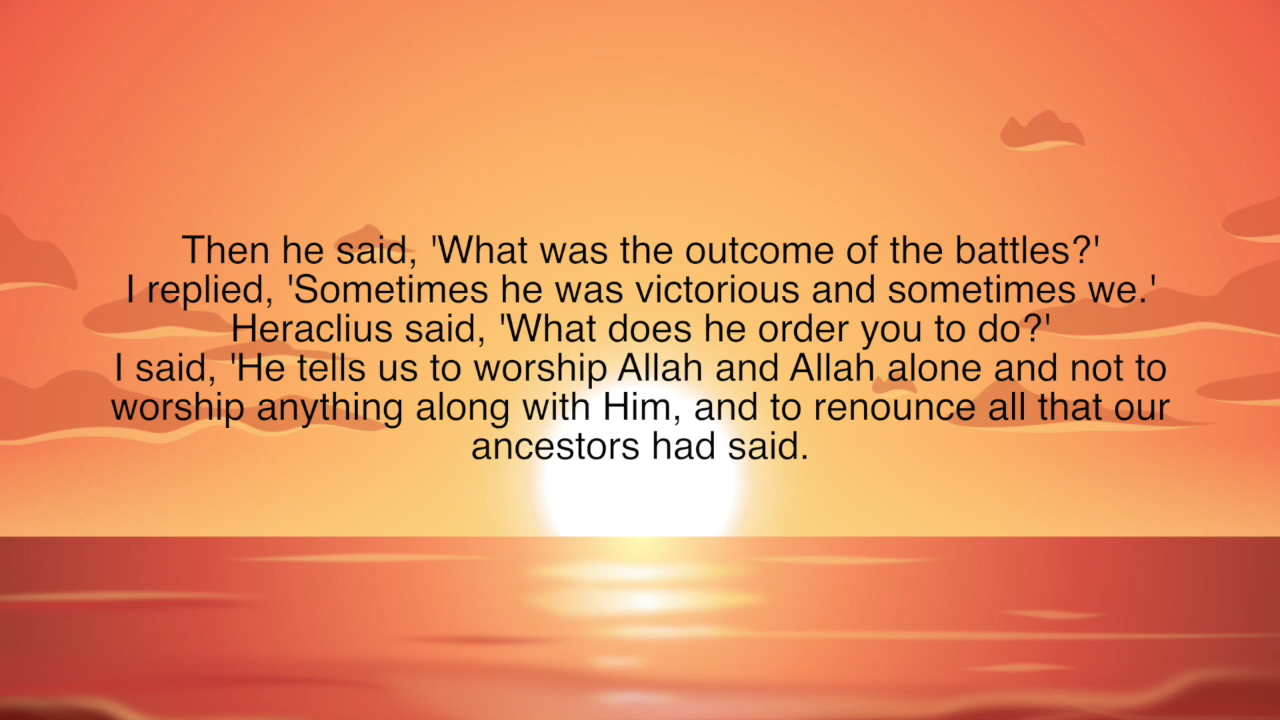 Then he said, 'What was the outcome of the battles?'
I replied, 'Sometimes he was victorious and sometimes we.'
Heraclius said, 'What does he order you to do?'
I said, 'He tells us to worship Allah and Allah alone and not to
worship anything along with Him, and to renounce all that our
ancestors had said.